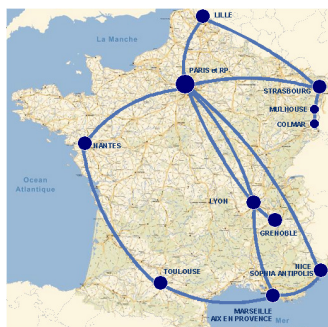 LILLE
La Manche
PARIS et RP
STRASBOURG
MULHOUSE
COLMAR
NANTES
Ocean
Atlantique
LYON
GRENOBLE
NICE
SOPHIA ANTIPOLIS
TOULOUSE
MARSEILLE
AIX EN PROVENCE
Mer